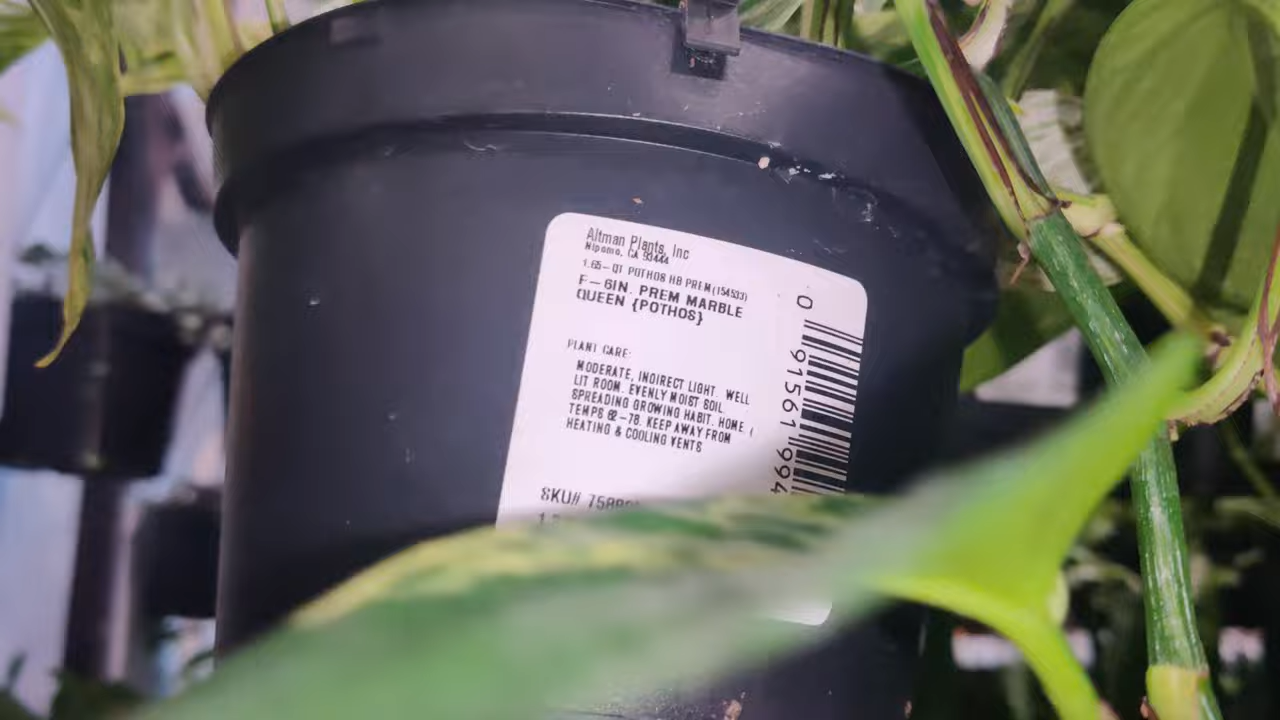 Altman Plants, Inc
Nipomo, CA 93444
1.65-QT POTHOS HB PREM (154533)
F-6IN. PREM MARBLE
QUEEN {POTHOS}
PLANT CARE:
MODERATE, INDIRECT LIGHT. WELL
LIT ROOM. EVENLY MOIST SOIL.
SPREADING GROWING HABIT. HOME
TEMPS 62-78. KEEP AWAY FROM
HEATING & COOLING VENTS
SKU#
0 91561 994